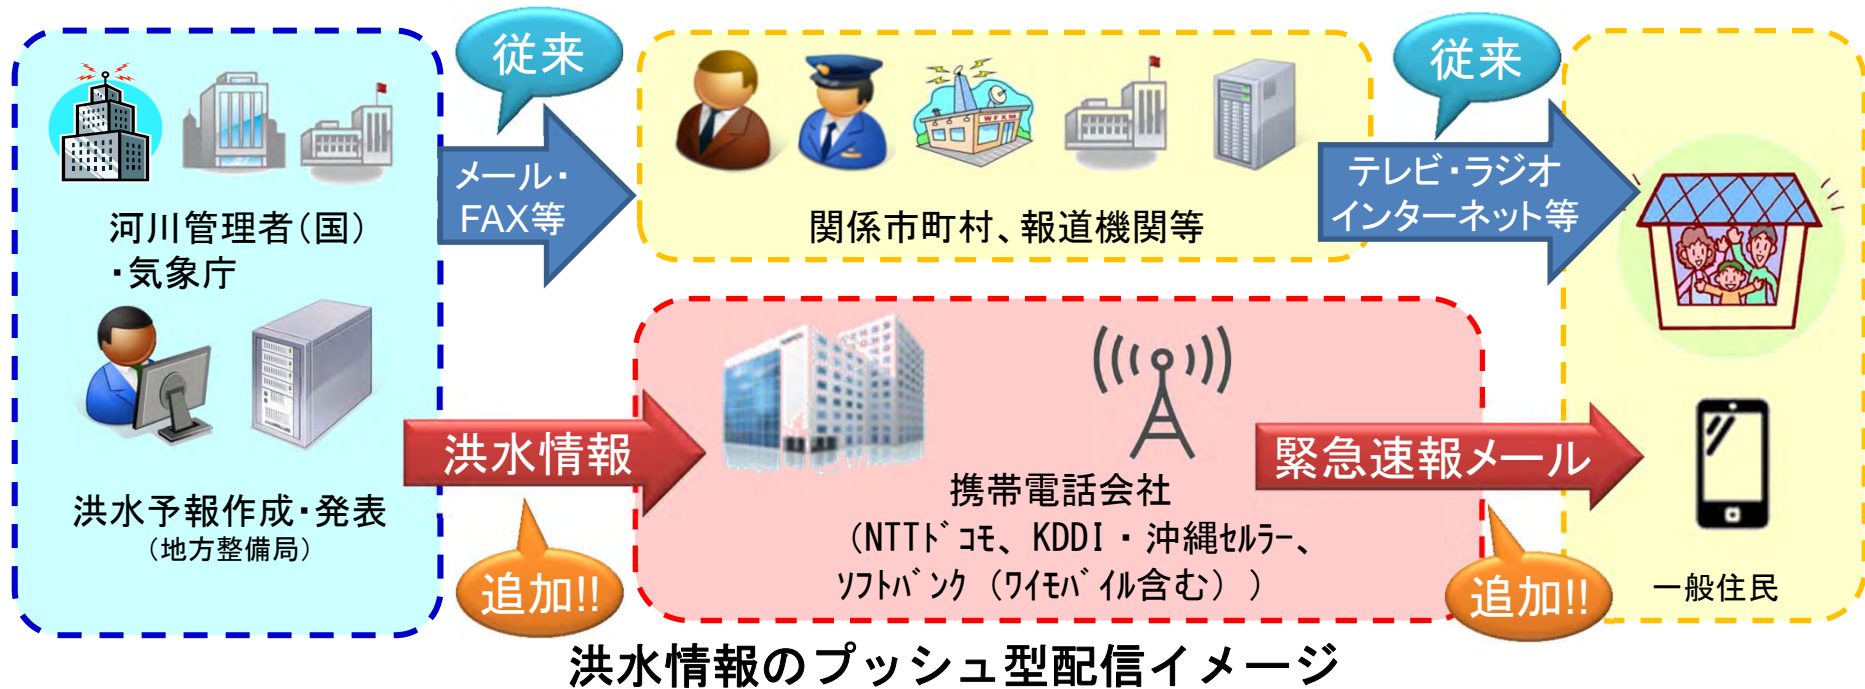 従来
メール・
FAX等
従来
テレビ・ラジオ
インターネット等
河川管理者（国）
・気象庁
関係市町村、報道機関等
WFXM
洪水予報作成・発表
（地方整備局）
洪水情報
追加!!
携帯電話会社
（NTTﾄﾞｺﾓ、KDDI・沖縄ｾﾙﾗｰ、
ｿﾌﾄﾊﾞﾝｸ（ﾜｲﾓﾊﾞｲﾙ含む））
緊急速報メール
追加!!
一般住民
洪水情報のプッシュ型配信イメージ